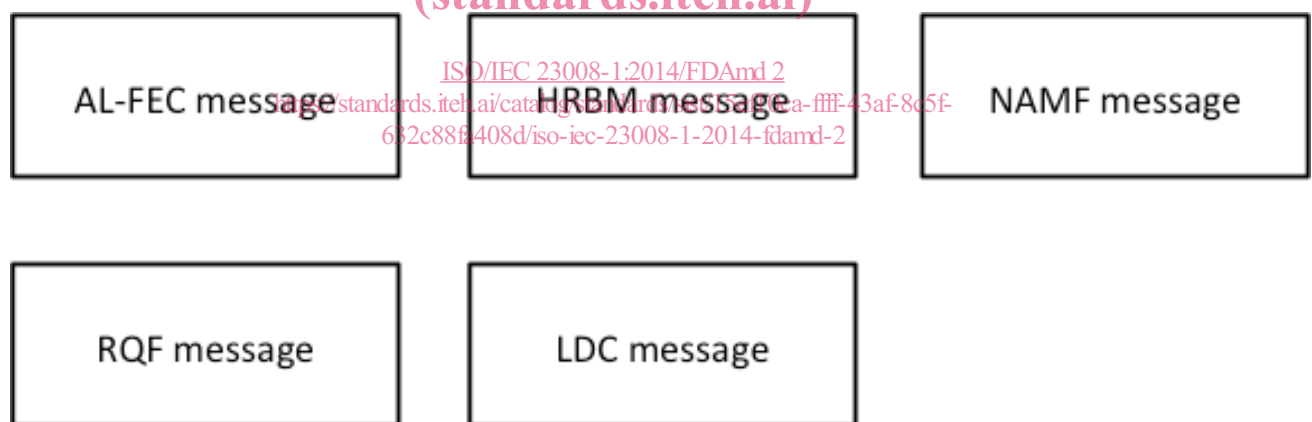 (standards.iteh.ai)
ISO/IEC 23008-1:2014/FDAmd 2
AL-FEC message
HRBM message
NAMF message
632c88fa408d/iso-iec-23008-1-2014-fdamd-2
RQF message
LDC message